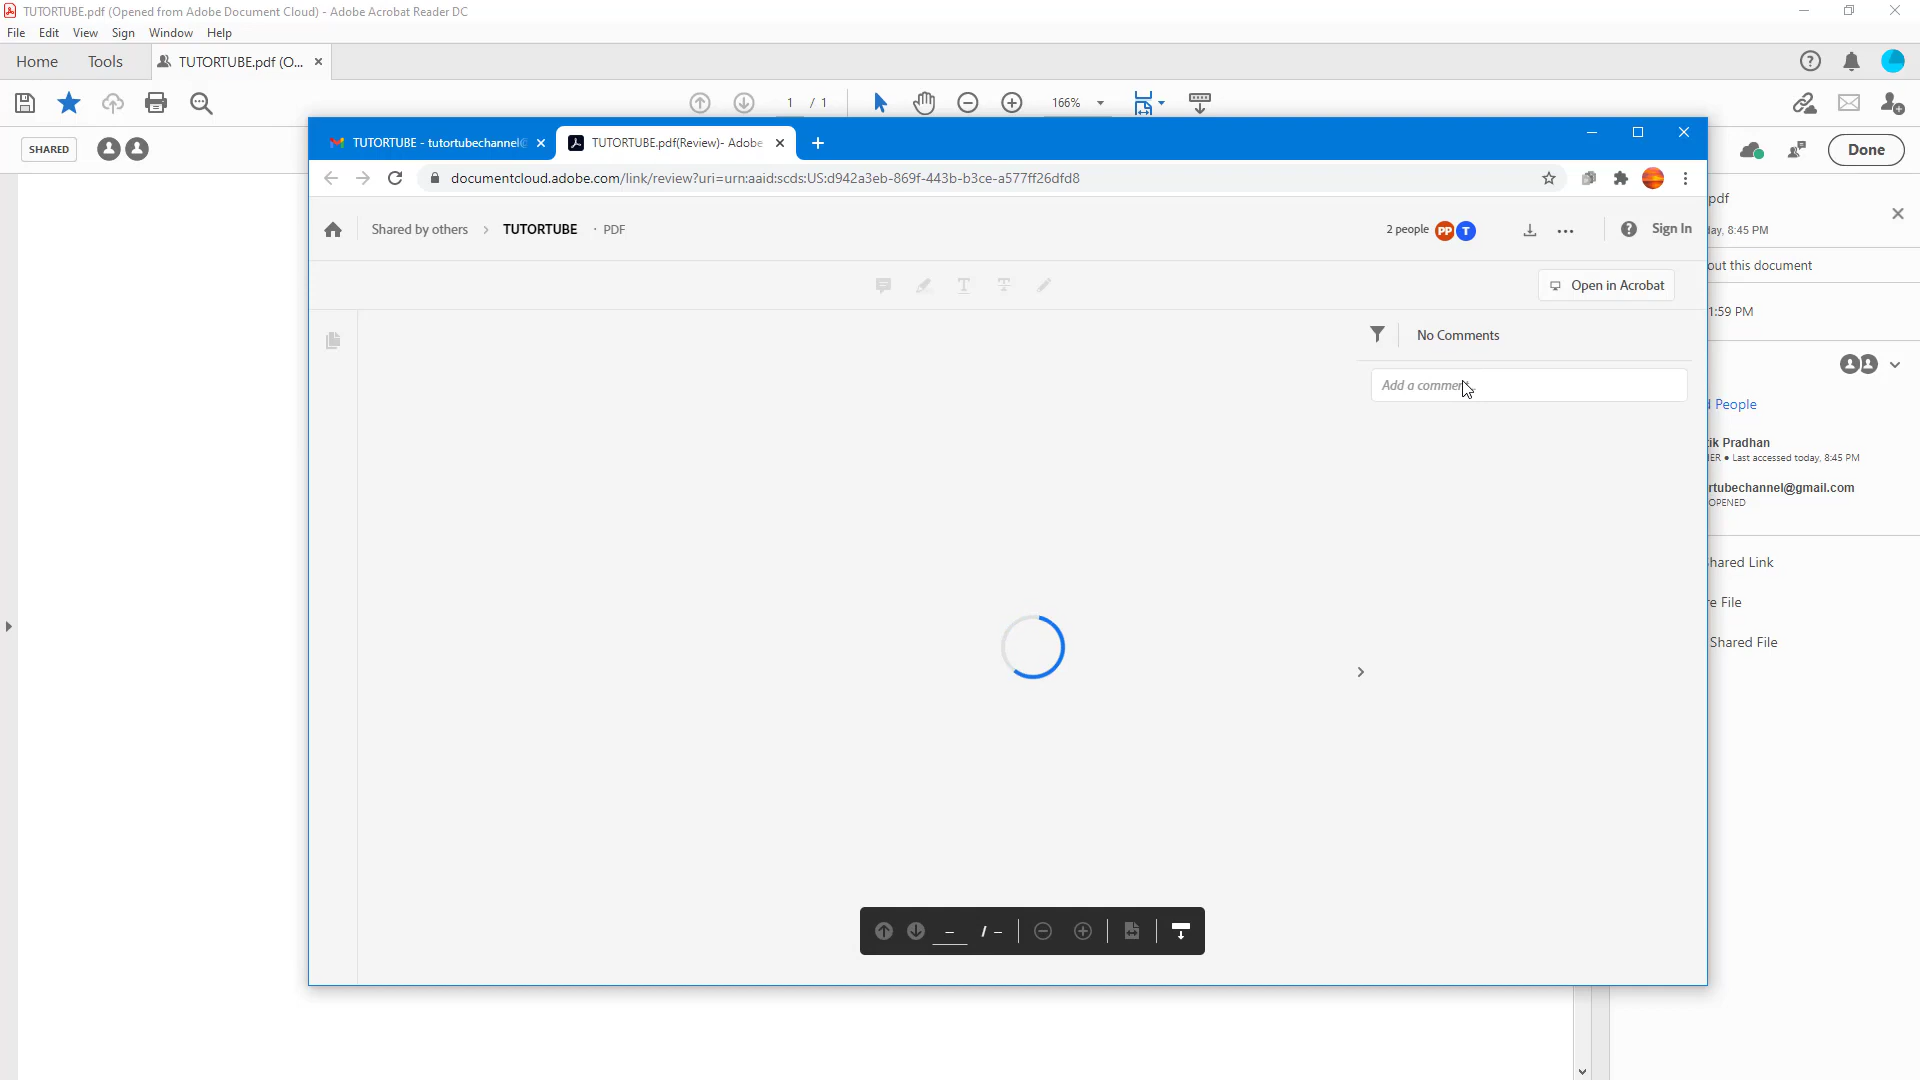 TUTORTUBE.pdf (Opened from Adobe Document Cloud) - Adobe Acrobat Reader DC
File Edit View Sign Window Help
Home Tools TUTORTUBE.pdf (O...
1 / 1 166%
SHARED
Done
TUTORTUBE - tutortubechannel@
TUTORTUBE.pdf(Review)- Adobe
documentcloud.adobe.com/link/review?uri=urn:aaid:scds:US:d942a3eb-869f-443b-b3ce-a577ff26dfd8
Shared by others > TUTORTUBE · PDF
2 people PP T
Sign In
Open in Acrobat
No Comments
Add a commen
– / –
pdf
ay, 8:45 PM
out this document
1:59 PM
People
ik Pradhan
ER • Last accessed today, 8:45 PM
rtubechannel@gmail.com
OPENED
hared Link
e File
Shared File